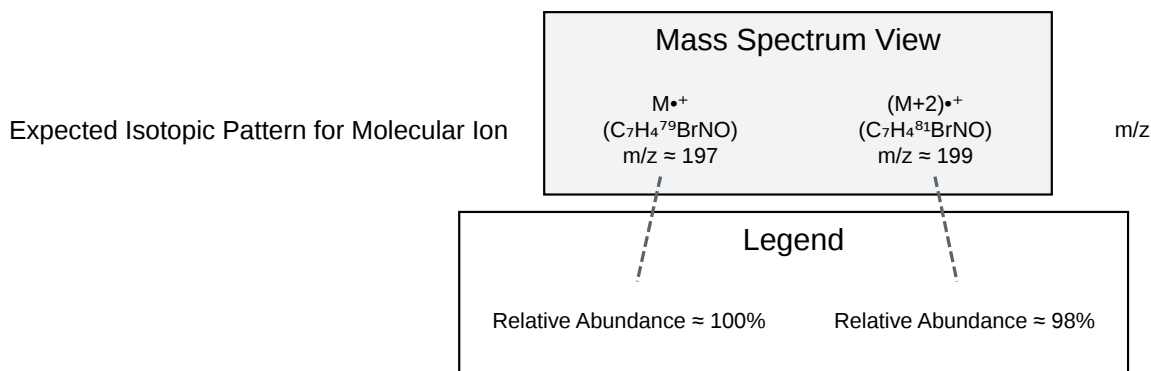 Mass Spectrum View
M•⁺
(C₇H₄⁷⁹BrNO)
m/z ≈ 197
(M+2)•⁺
(C₇H₄⁸¹BrNO)
m/z ≈ 199
Expected Isotopic Pattern for Molecular Ion
m/z
Legend
Relative Abundance ≈ 100%
Relative Abundance ≈ 98%